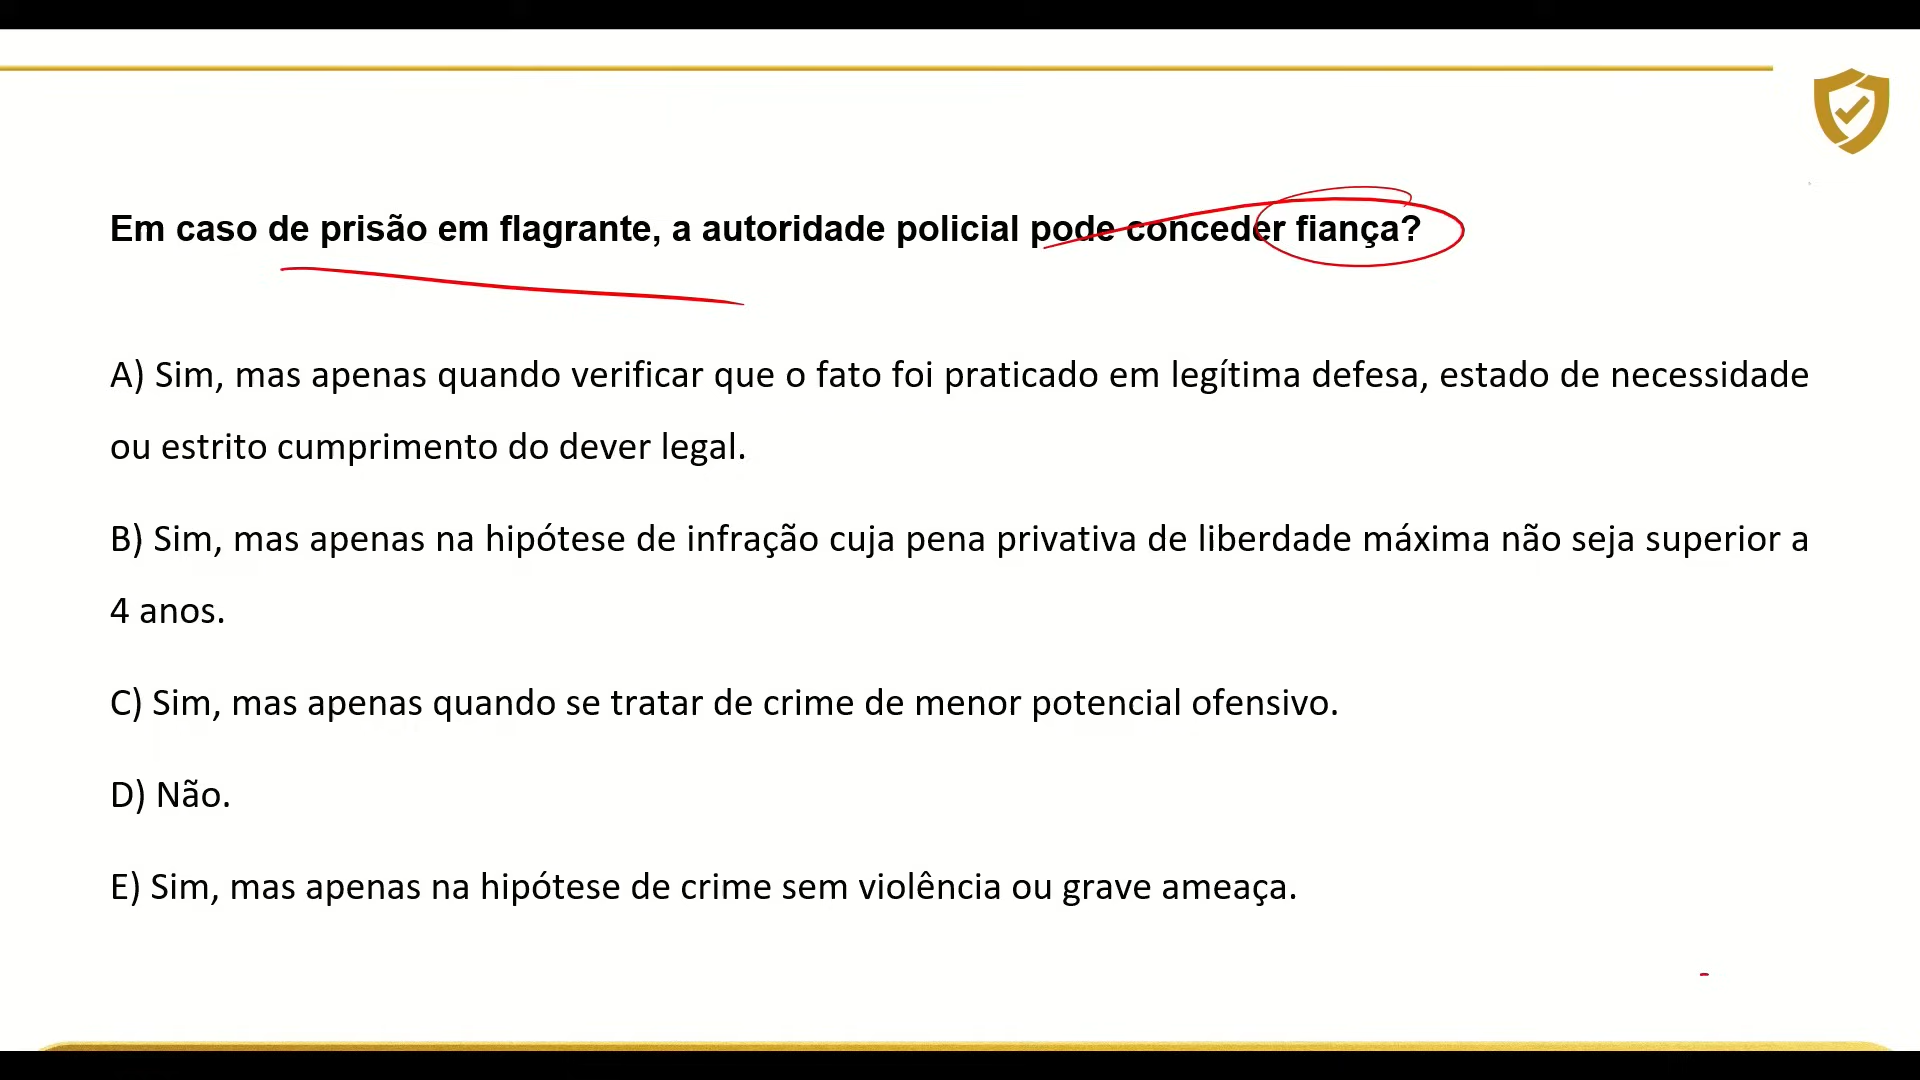 Em caso de prisão em flagrante, a autoridade policial pode conceder fiança?
A) Sim, mas apenas quando verificar que o fato foi praticado em legítima defesa, estado de necessidade
ou estrito cumprimento do dever legal.
B) Sim, mas apenas na hipótese de infração cuja pena privativa de liberdade máxima não seja superior a
4 anos.
C) Sim, mas apenas quando se tratar de crime de menor potencial ofensivo.
D) Não.
E) Sim, mas apenas na hipótese de crime sem violência ou grave ameaça.